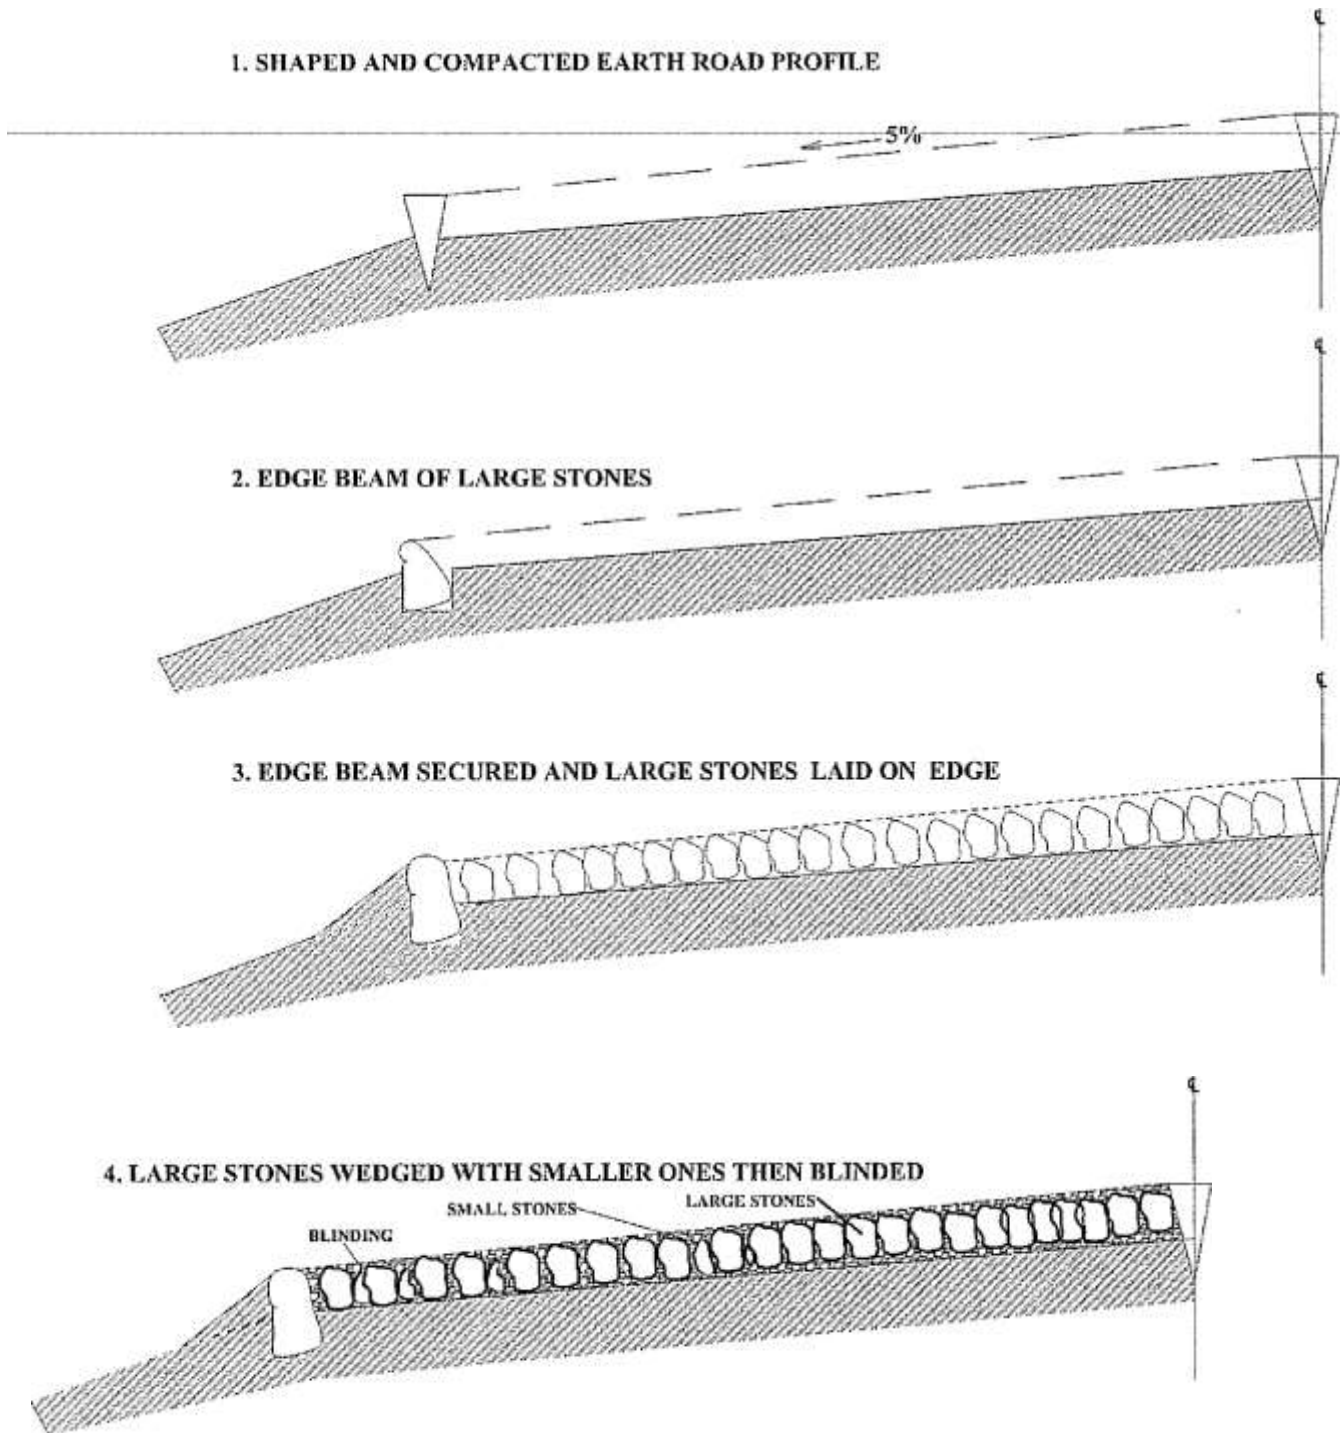 ℄
1. SHAPED AND COMPACTED EARTH ROAD PROFILE
5%
℄
2. EDGE BEAM OF LARGE STONES
℄
3. EDGE BEAM SECURED AND LARGE STONES LAID ON EDGE
℄
4. LARGE STONES WEDGED WITH SMALLER ONES THEN BLINDED
LARGE STONES
SMALL STONES
BLINDING